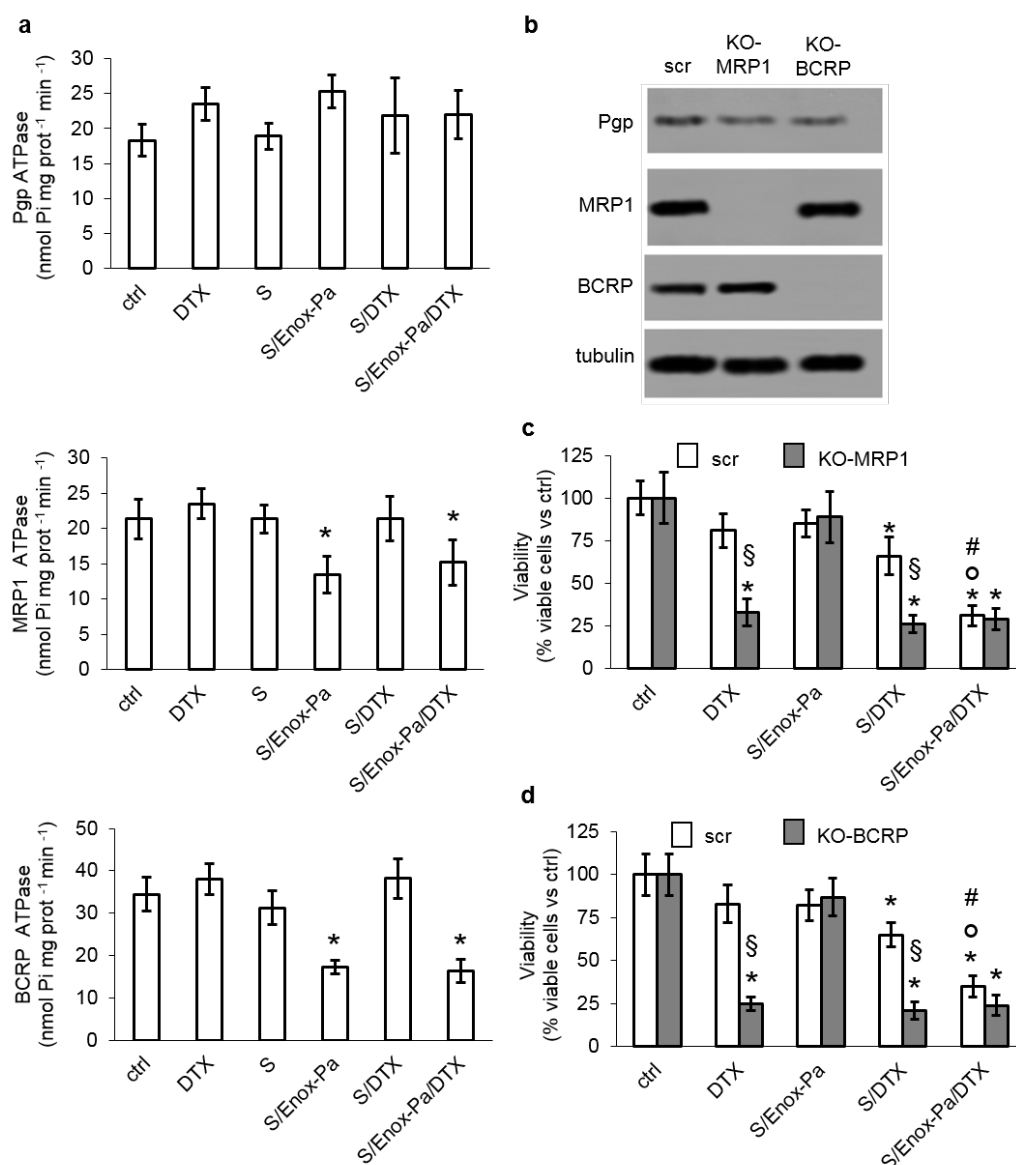 a
30
25
20
15
10
5
0
Pgp ATPase
(nmol Pi mg prot ⁻¹ min ⁻¹)
ctrl
DTX
S
S/Enox-Pa
S/DTX
S/Enox-Pa/DTX
b
scr
KO-
MRP1
KO-
BCRP
Pgp
MRP1
BCRP
tubulin
30
25
20
15
10
5
0
MRP1 ATPase
(nmol Pi mg prot ⁻¹ min ⁻¹)
*
*
ctrl
DTX
S
S/Enox-Pa
S/DTX
S/Enox-Pa/DTX
c
scr
KO-MRP1
125
100
75
50
25
0
Viability
(% viable cells vs ctrl)
§
*
*
§
*
#
o
* *
ctrl
DTX
S/Enox-Pa
S/DTX
S/Enox-Pa/DTX
50
40
30
20
10
0
BCRP ATPase
(nmol Pi mg prot ⁻¹ min ⁻¹)
*
*
ctrl
DTX
S
S/Enox-Pa
S/DTX
S/Enox-Pa/DTX
d
scr
KO-BCRP
125
100
75
50
25
0
Viability
(% viable cells vs ctrl)
§
*
*
§
*
#
o
*
*
ctrl
DTX
S/Enox-Pa
S/DTX
S/Enox-Pa/DTX